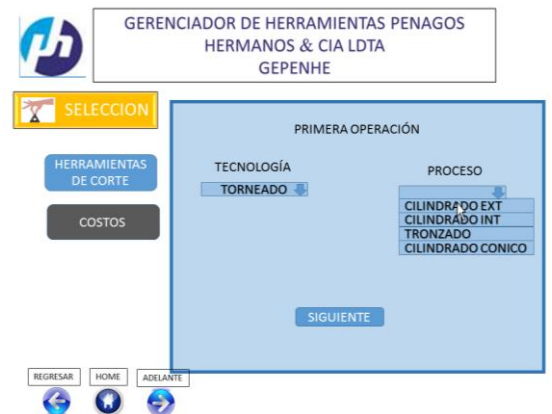 GERENCIADOR DE HERRAMIENTAS PENAGOS
HERMANOS & CIA LDTA
GEPENHE
SELECCION
PRIMERA OPERACIÓN
HERRAMIENTAS
DE CORTE
COSTOS
TECNOLOGÍA
TORNEADO
PROCESO
CILINDRADO EXT
CILINDRADO INT
TRONZADO
CILINDRADO CONICO
SIGUIENTE
REGRESAR
HOME
ADELANTE